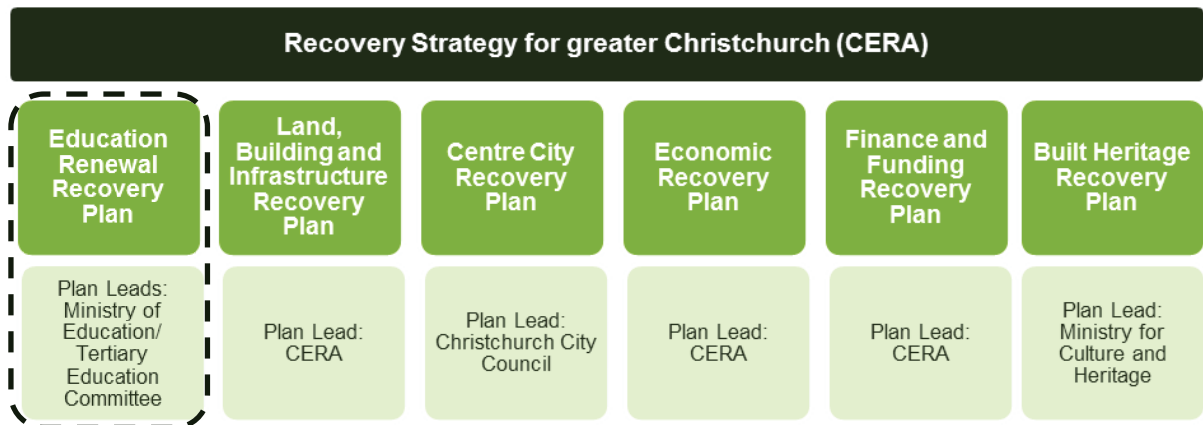 Recovery Strategy for greater Christchurch (CERA)
Education
Renewal
Recovery
Plan
Land,
Building and
Infrastructure
Recovery
Plan
Centre City
Recovery
Plan
Economic
Recovery
Plan
Finance and
Funding
Recovery
Plan
Built Heritage
Recovery
Plan
Plan Leads:
Ministry of
Education/
Tertiary
Education
Committee
Plan Lead:
CERA
Plan Lead:
Christchurch City
Council
Plan Lead:
CERA
Plan Lead:
CERA
Plan Lead:
Ministry for
Culture and
Heritage